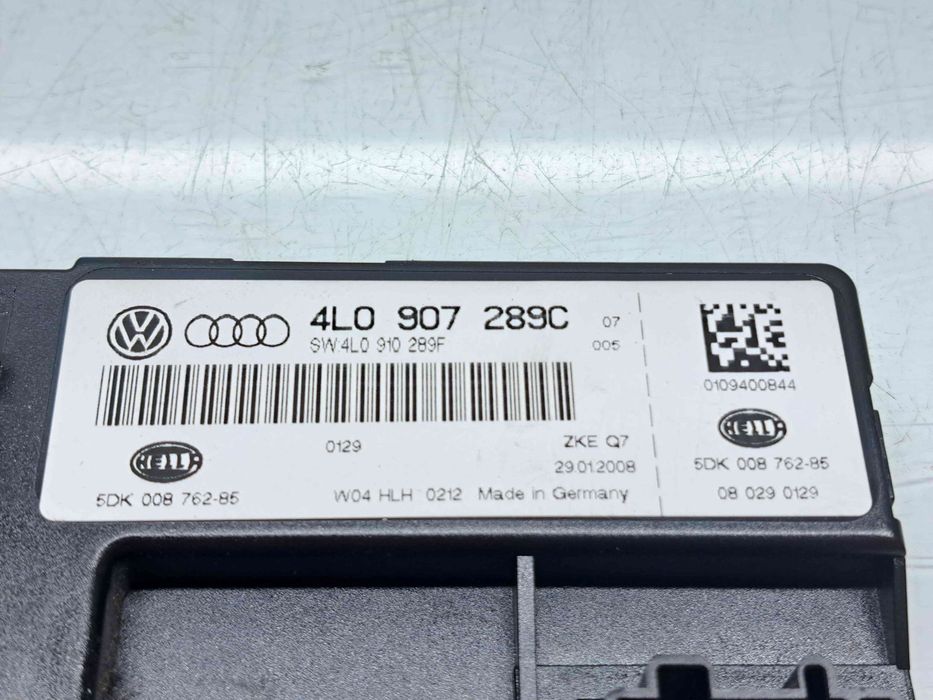 4L0 907 289C 07
SW:4L0 910 289F 005
0129 ZKE Q7
29.01.2008
HELLA
5DK 008 762-85
W04 HLH 0212 Made in Germany
0109400844
HELLA
5DK 008 762-85
08 029 0129